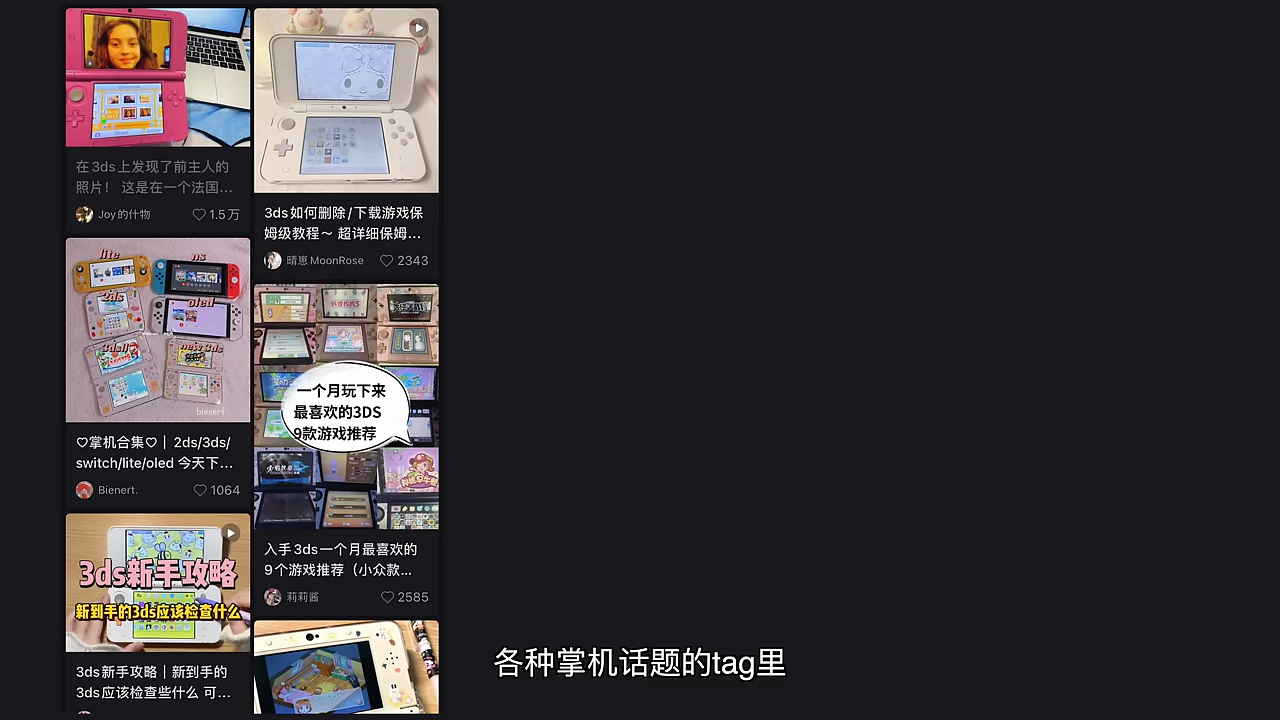 在3ds上发现了前主人的
照片！ 这是在一个法国...
Joy的什物
1.5万
lite
ns
2ds
oled
3dsll
new3ds
bienert
♡掌机合集♡｜ 2ds/3ds/
switch/lite/oled 今天下...
Bienert.
1064
3ds新手攻略
新到手的3ds应该检查什么
3ds新手攻略｜新到手的
3ds应该检查些什么 可...
3ds如何删除/下载游戏保
姆级教程～ 超详细保姆...
晴崽MoonRose
2343
一个月玩下来
最喜欢的3DS
9款游戏推荐
入手3ds一个月最喜欢的
9个游戏推荐（小众款...
莉莉酱
2585
各种掌机话题的tag里